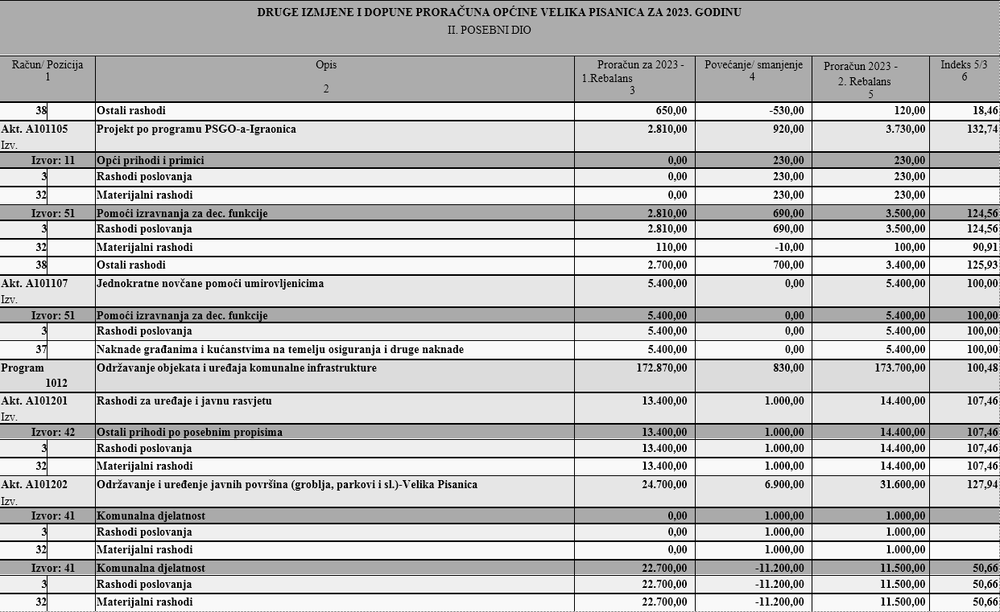 DRUGE IZMJENE I DOPUNE PRORAČUNA OPĆINE VELIKA PISANICA ZA 2023. GODINU
II. POSEBNI DIO
Račun/ Pozicija Opis Proračun za 2023 - Povećanje/ smanjenje Proračun 2023 - Indeks 5/3
1 2 1.Rebalans 4 2. Rebalans 6
3 5
38 Ostali rashodi 650,00 -530,00 120,00 18,46
Akt. A101105 Projekt po programu PSGO-a-Igraonica 2.810,00 920,00 3.730,00 132,74
Izv.
Izvor: 11 Opći prihodi i primici 0,00 230,00 230,00
3 Rashodi poslovanja 0,00 230,00 230,00
32 Materijalni rashodi 0,00 230,00 230,00
Izvor: 51 Pomoći izravnanja za dec. funkcije 2.810,00 690,00 3.500,00 124,56
3 Rashodi poslovanja 2.810,00 690,00 3.500,00 124,56
32 Materijalni rashodi 110,00 -10,00 100,00 90,91
38 Ostali rashodi 2.700,00 700,00 3.400,00 125,93
Akt. A101107 Jednokratne novčane pomoći umirovljenicima 5.400,00 0,00 5.400,00 100,00
Izv.
Izvor: 51 Pomoći izravnanja za dec. funkcije 5.400,00 0,00 5.400,00 100,00
3 Rashodi poslovanja 5.400,00 0,00 5.400,00 100,00
37 Naknade građanima i kućanstvima na temelju osiguranja i druge naknade 5.400,00 0,00 5.400,00 100,00
Program Održavanje objekata i uređaja komunalne infrastrukture 172.870,00 830,00 173.700,00 100,48
1012
Akt. A101201 Rashodi za uređaje i javnu rasvjetu 13.400,00 1.000,00 14.400,00 107,46
Izv.
Izvor: 42 Ostali prihodi po posebnim propisima 13.400,00 1.000,00 14.400,00 107,46
3 Rashodi poslovanja 13.400,00 1.000,00 14.400,00 107,46
32 Materijalni rashodi 13.400,00 1.000,00 14.400,00 107,46
Akt. A101202 Održavanje i uređenje javnih površina (groblja, parkovi i sl.)-Velika Pisanica 24.700,00 6.900,00 31.600,00 127,94
Izv.
Izvor: 41 Komunalna djelatnost 0,00 1.000,00 1.000,00
3 Rashodi poslovanja 0,00 1.000,00 1.000,00
32 Materijalni rashodi 0,00 1.000,00 1.000,00
Izvor: 41 Komunalna djelatnost 22.700,00 -11.200,00 11.500,00 50,66
3 Rashodi poslovanja 22.700,00 -11.200,00 11.500,00 50,66
32 Materijalni rashodi 22.700,00 -11.200,00 11.500,00 50,66